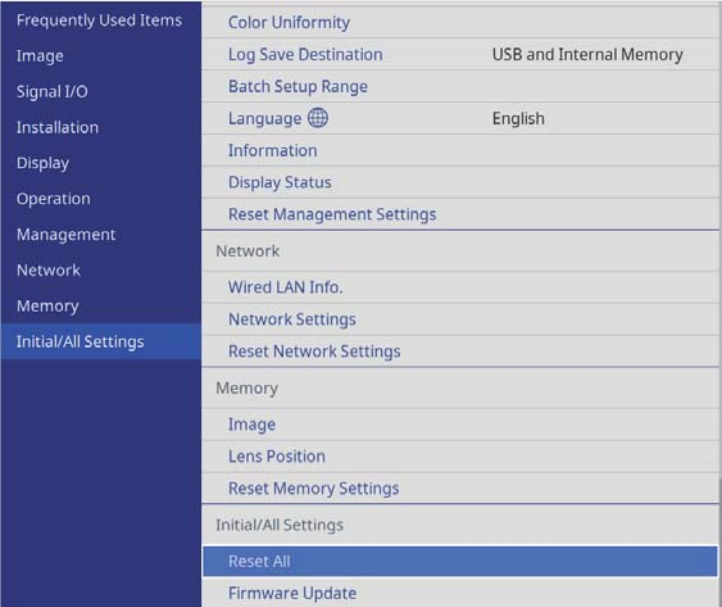 Frequently Used Items
Image
Signal I/O
Installation
Display
Operation
Management
Network
Memory
Initial/All Settings
Color Uniformity
Log Save Destination USB and Internal Memory
Batch Setup Range
Language English
Information
Display Status
Reset Management Settings
Network
Wired LAN Info.
Network Settings
Reset Network Settings
Memory
Image
Lens Position
Reset Memory Settings
Initial/All Settings
Reset All
Firmware Update